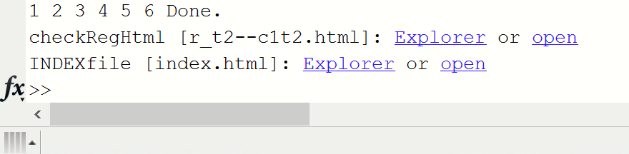 1 2 3 4 5 6 Done.
checkRegHtml [r_t2--c1t2.html]: Explorer or open
INDEXfile [index.html]: Explorer or open
fx >>